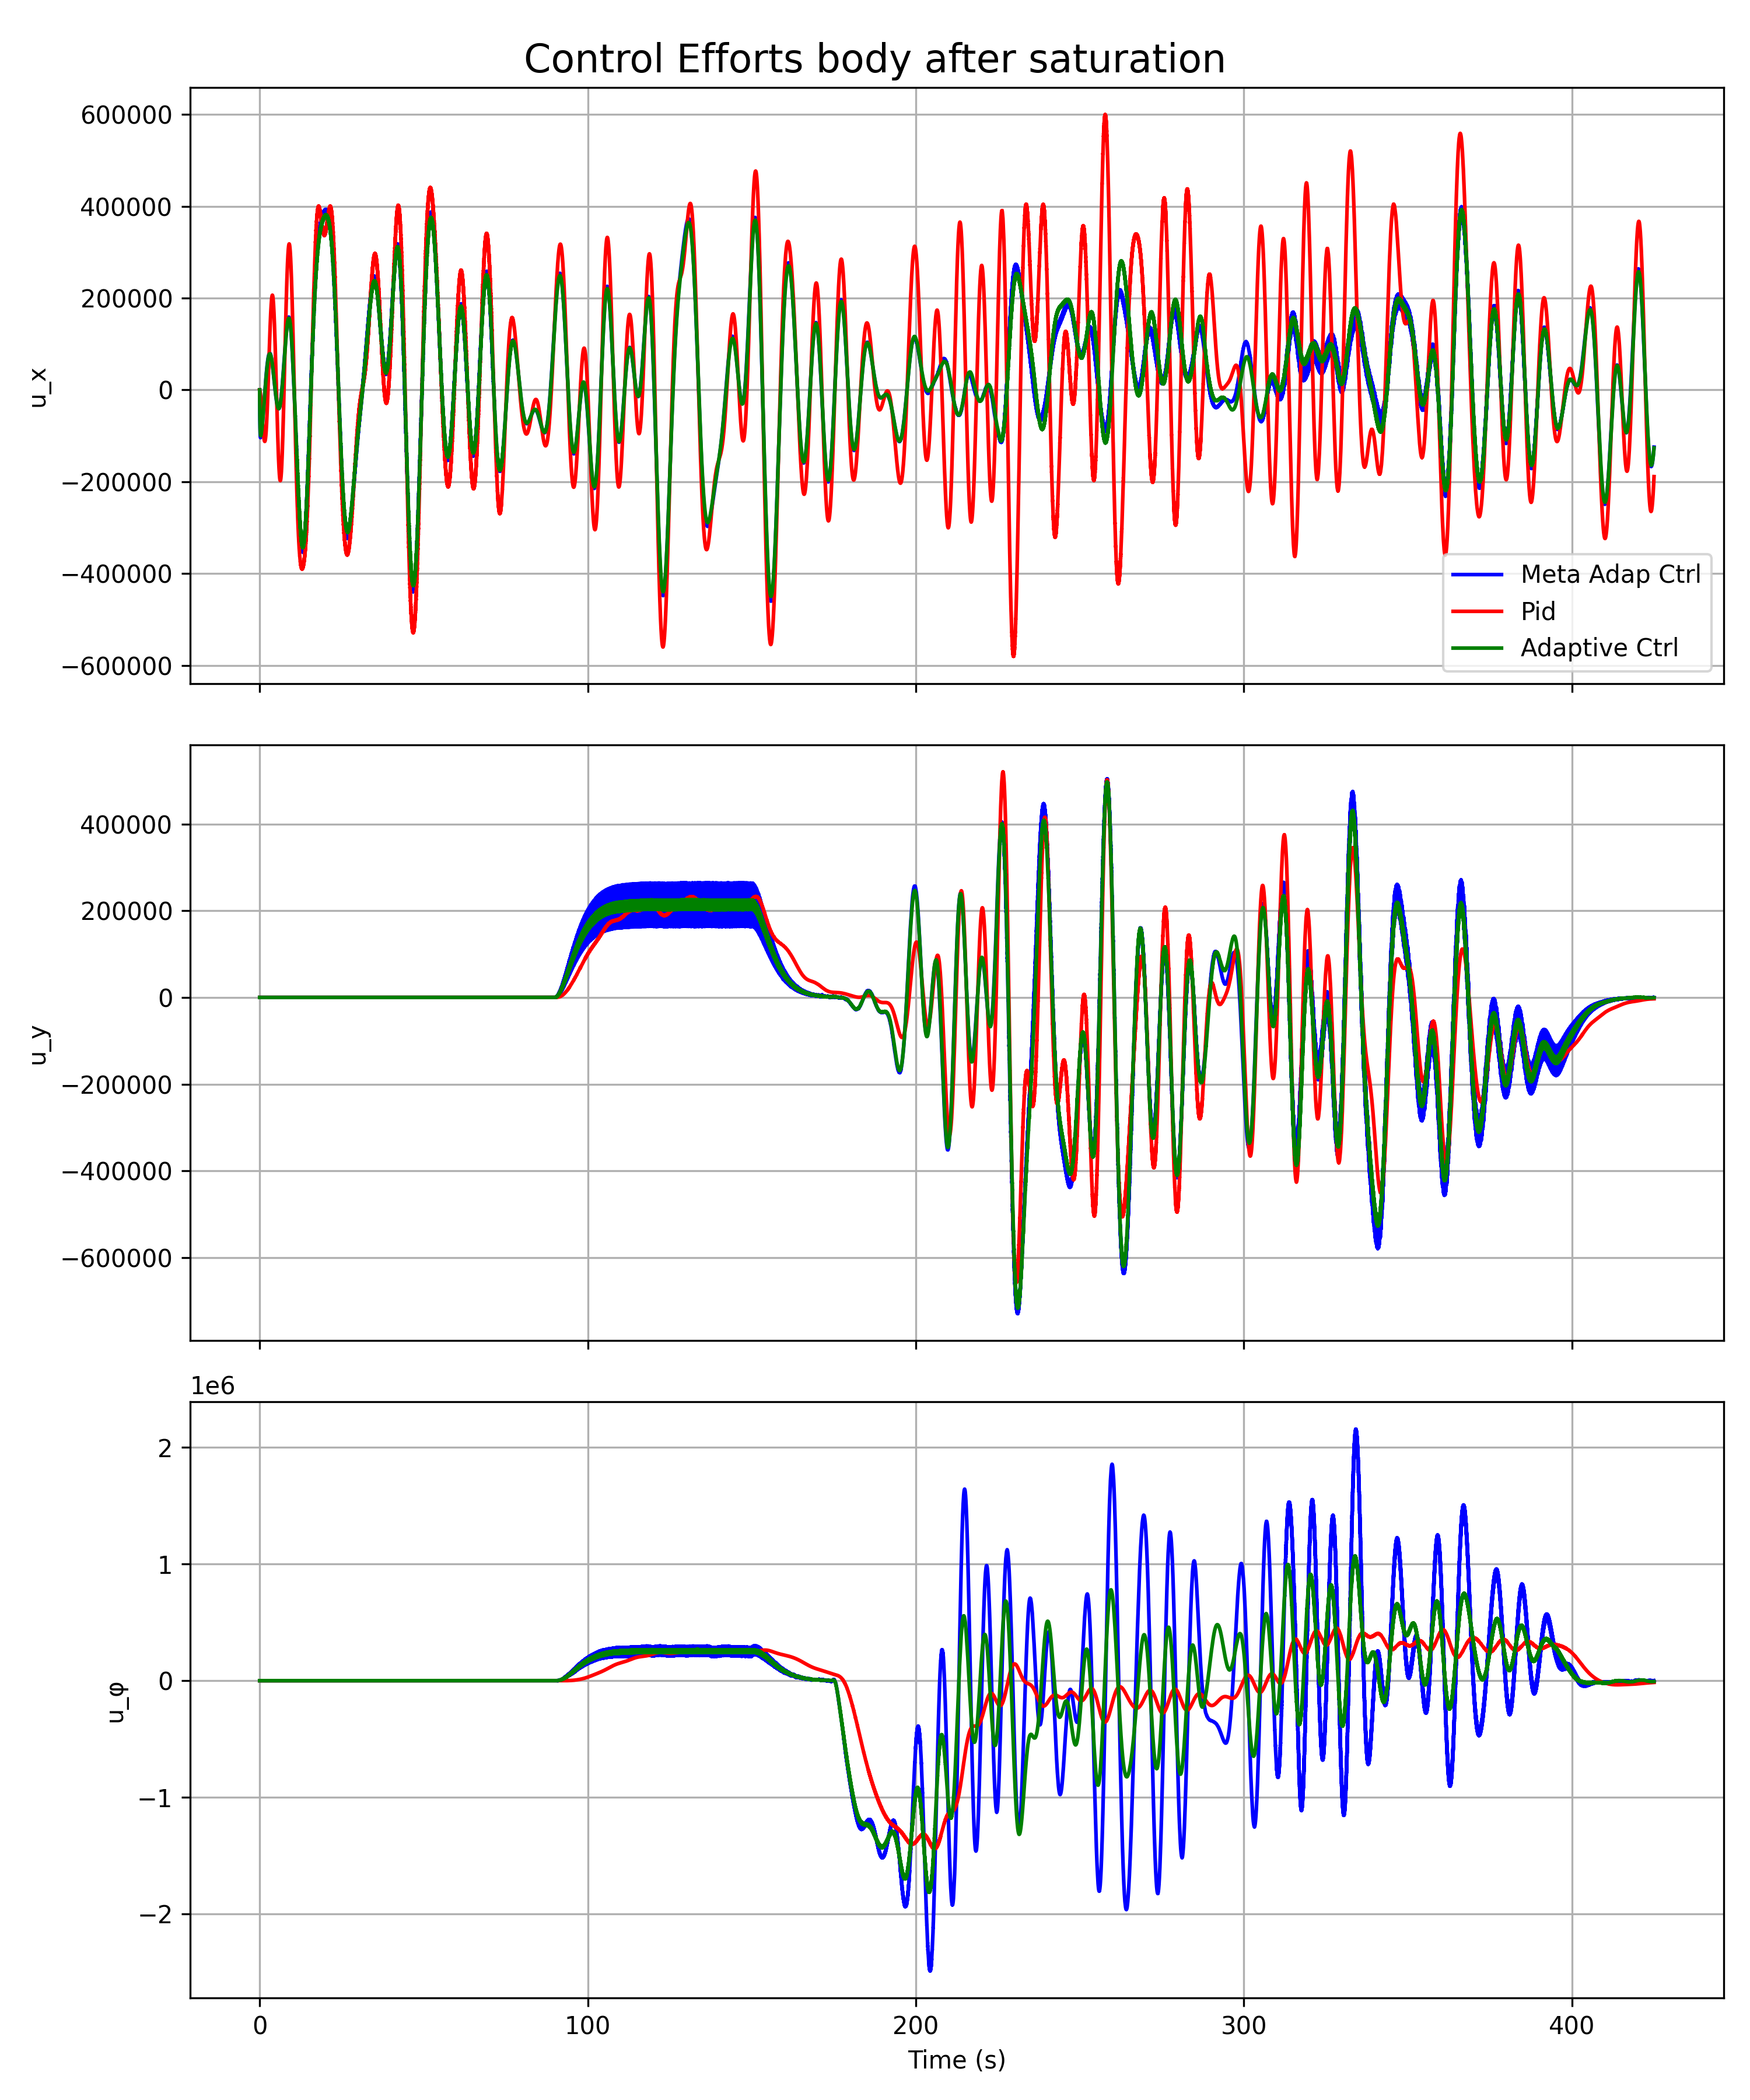 Control Efforts body after saturation
600000
400000
200000
0
−200000
−400000
−600000
u_x
Meta Adap Ctrl
Pid
Adaptive Ctrl
400000
200000
0
−200000
−400000
−600000
u_y
1e6
2
1
0
−1
−2
u_φ
0 100 200 300 400
Time (s)